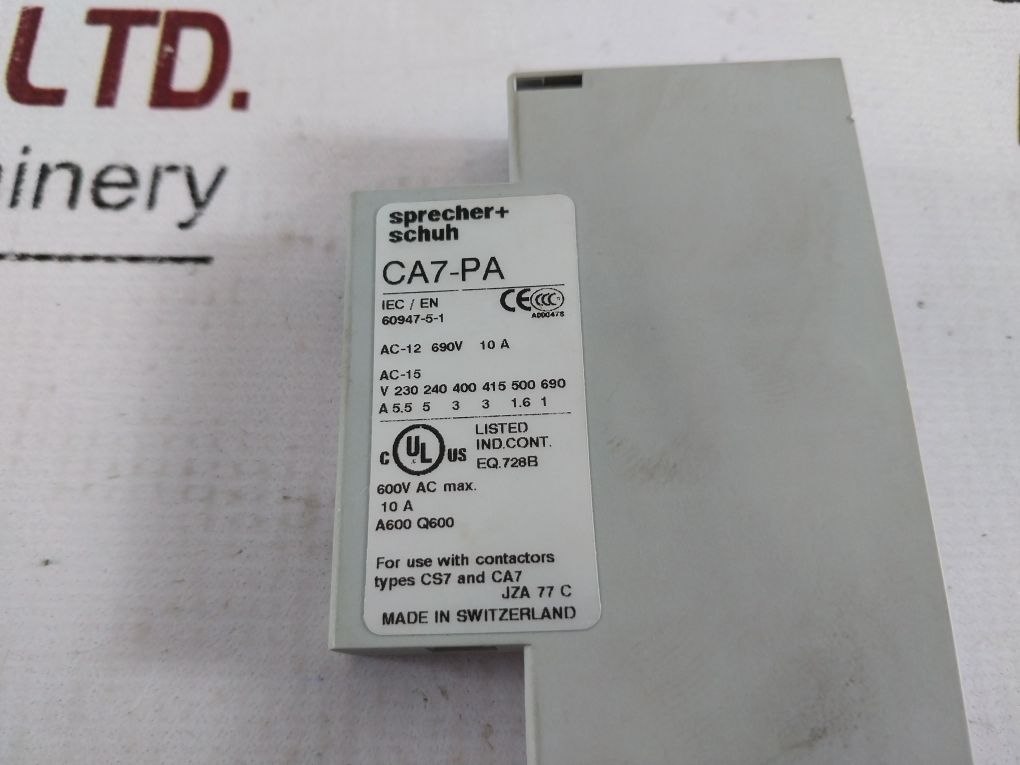 LTD.
inery
sprecher+
schuh
CA7-PA
IEC / EN
60947-5-1
CE CCC
A000476
AC-12 690V 10 A
AC-15
V 230 240 400 415 500 690
A 5.5 5 3 3 1.6 1
C UL US
LISTED
IND.CONT.
EQ.728B
600V AC max.
10 A
A600 Q600
For use with contactors
types CS7 and CA7
JZA 77 C
MADE IN SWITZERLAND